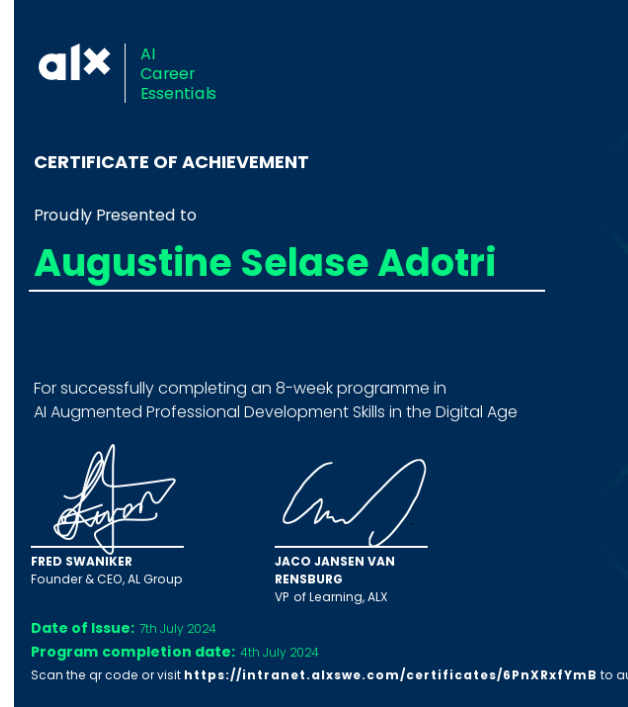 alx
AI
Career
Essentials
CERTIFICATE OF ACHIEVEMENT
Proudly Presented to
Augustine Selase Adotri
For successfully completing an 8-week programme in
AI Augmented Professional Development Skills in the Digital Age
FRED SWANIKER
Founder & CEO, AL Group
JACO JANSEN VAN
RENSBURG
VP of Learning, ALX
Date of Issue: 7th July 2024
Program completion date: 4th July 2024
Scan the qr code or visit https://intranet.alxswe.com/certificates/6PnXRxfYmB to au